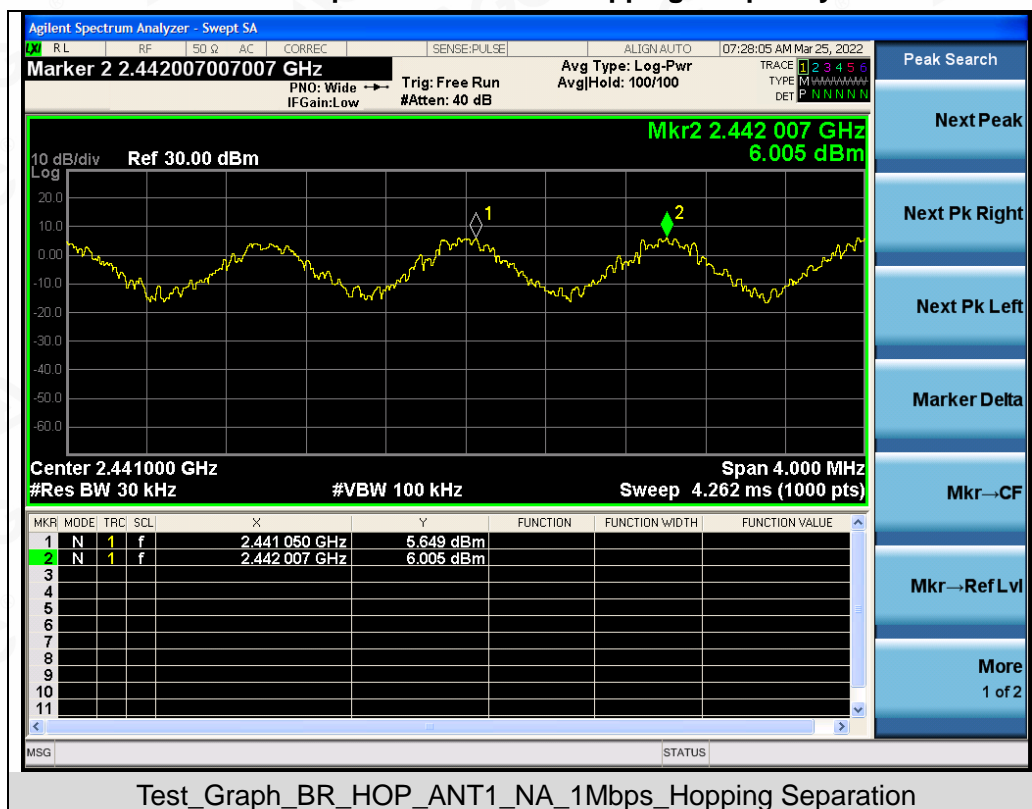 Agilent Spectrum Analyzer - Swept SA
LXI RL RF 50 Ω AC CORREC SENSE:PULSE ALIGN AUTO 07:28:05 AM Mar 25, 2022
Marker 2 2.442007007007 GHz
PNO: Wide
IFGain:Low
Trig: Free Run
#Atten: 40 dB
Avg Type: Log-Pwr
Avg|Hold: 100/100
TRACE 1 2 3 4 5 6
TYPE M WWWWW
DET P N N N N N
Peak Search
Next Peak
Next Pk Right
Next Pk Left
Marker Delta
Mkr→CF
Mkr→Ref Lvl
More
1 of 2
Mkr2 2.442 007 GHz
6.005 dBm
10 dB/div Ref 30.00 dBm
Log
20.0
10.0
0.00
-10.0
-20.0
-30.0
-40.0
-50.0
-60.0
1
2
Center 2.441000 GHz Span 4.000 MHz
#Res BW 30 kHz #VBW 100 kHz Sweep 4.262 ms (1000 pts)
MKR MODE TRC SCL X Y FUNCTION FUNCTION WIDTH FUNCTION VALUE
1 N 1 f 2.441 050 GHz 5.649 dBm
2 N 1 f 2.442 007 GHz 6.005 dBm
3
4
5
6
7
8
9
10
11
MSG STATUS
Test_Graph_BR_HOP_ANT1_NA_1Mbps_Hopping Separation